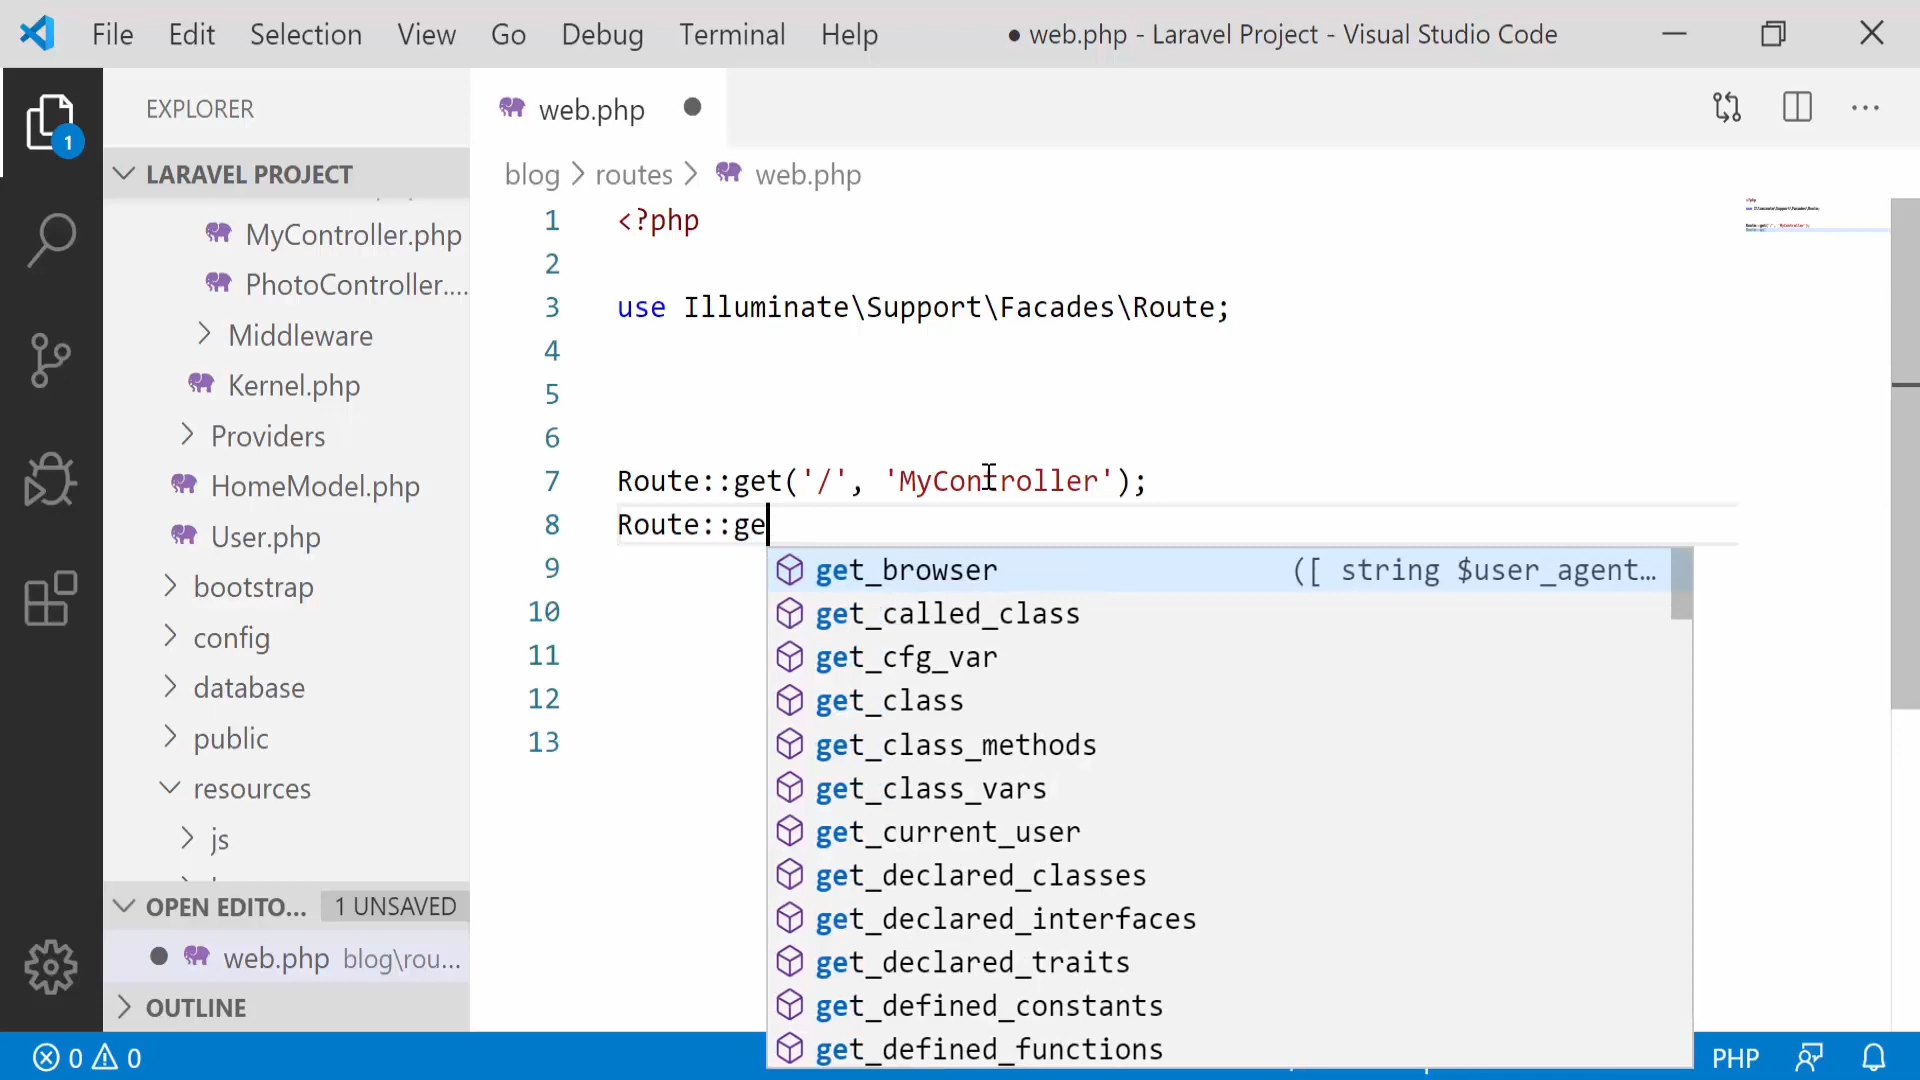 File Edit Selection View Go Debug Terminal Help ● web.php - Laravel Project - Visual Studio Code
EXPLORER
1
LARAVEL PROJECT
MyController.php
PhotoController....
Middleware
Kernel.php
Providers
HomeModel.php
User.php
bootstrap
config
database
public
resources
js
OPEN EDITO... 1 UNSAVED
web.php blog\rou...
OUTLINE
web.php
blog > routes > web.php
1 <?php
2
3 use Illuminate\Support\Facades\Route;
4
5
6
7 Route::get('/', 'MyController');
8 Route::ge
9
10
11
12
13
get_browser ([ string $user_agent…
get_called_class
get_cfg_var
get_class
get_class_methods
get_class_vars
get_current_user
get_declared_classes
get_declared_interfaces
get_declared_traits
get_defined_constants
get_defined_functions
0 0 PHP